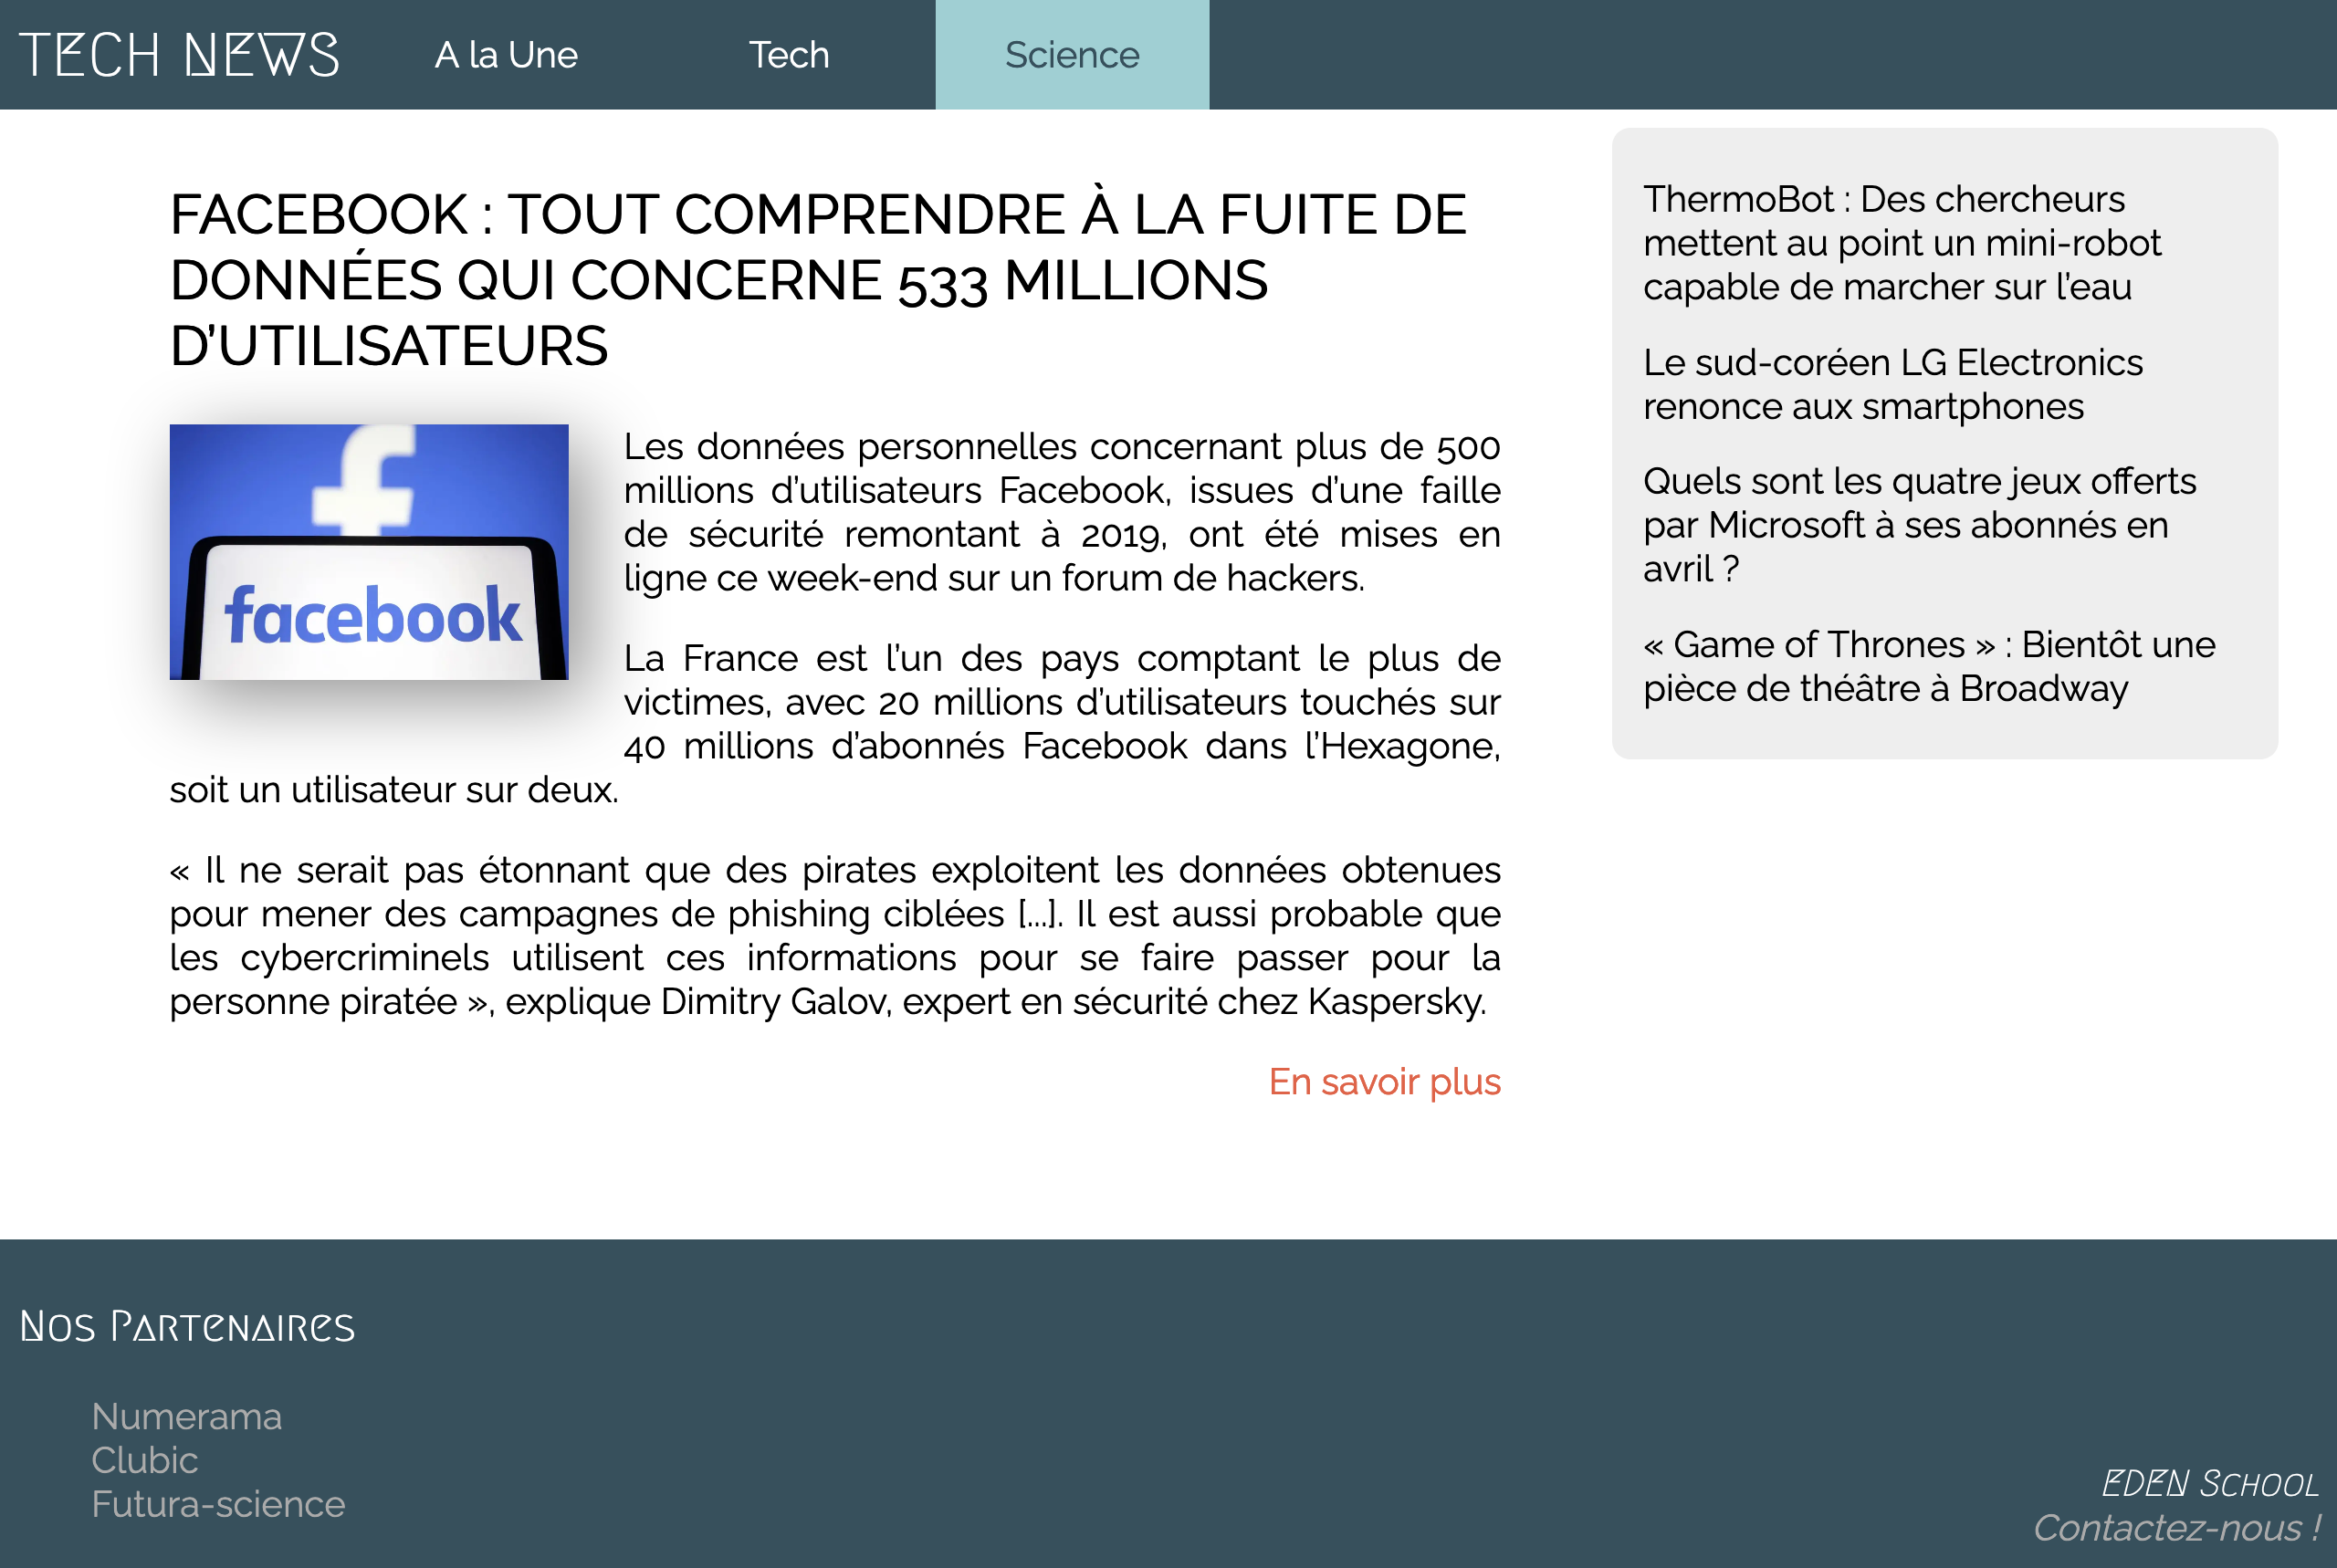 TECH NEWS
A la Une
Tech
Science
FACEBOOK : TOUT COMPRENDRE À LA FUITE DE
DONNÉES QUI CONCERNE 533 MILLIONS
D’UTILISATEURS
f
facebook
Les données personnelles concernant plus de 500
millions d’utilisateurs Facebook, issues d’une faille
de sécurité remontant à 2019, ont été mises en
ligne ce week-end sur un forum de hackers.
La France est l’un des pays comptant le plus de
victimes, avec 20 millions d’utilisateurs touchés sur
40 millions d’abonnés Facebook dans l’Hexagone,
soit un utilisateur sur deux.
« Il ne serait pas étonnant que des pirates exploitent les données obtenues
pour mener des campagnes de phishing ciblées [...]. Il est aussi probable que
les cybercriminels utilisent ces informations pour se faire passer pour la
personne piratée », explique Dimitry Galov, expert en sécurité chez Kaspersky.
En savoir plus
ThermoBot : Des chercheurs
mettent au point un mini-robot
capable de marcher sur l’eau
Le sud-coréen LG Electronics
renonce aux smartphones
Quels sont les quatre jeux offerts
par Microsoft à ses abonnés en
avril ?
« Game of Thrones » : Bientôt une
pièce de théâtre à Broadway
Nos Partenaires
Numerama
Clubic
Futura-science
EDEN School
Contactez-nous !